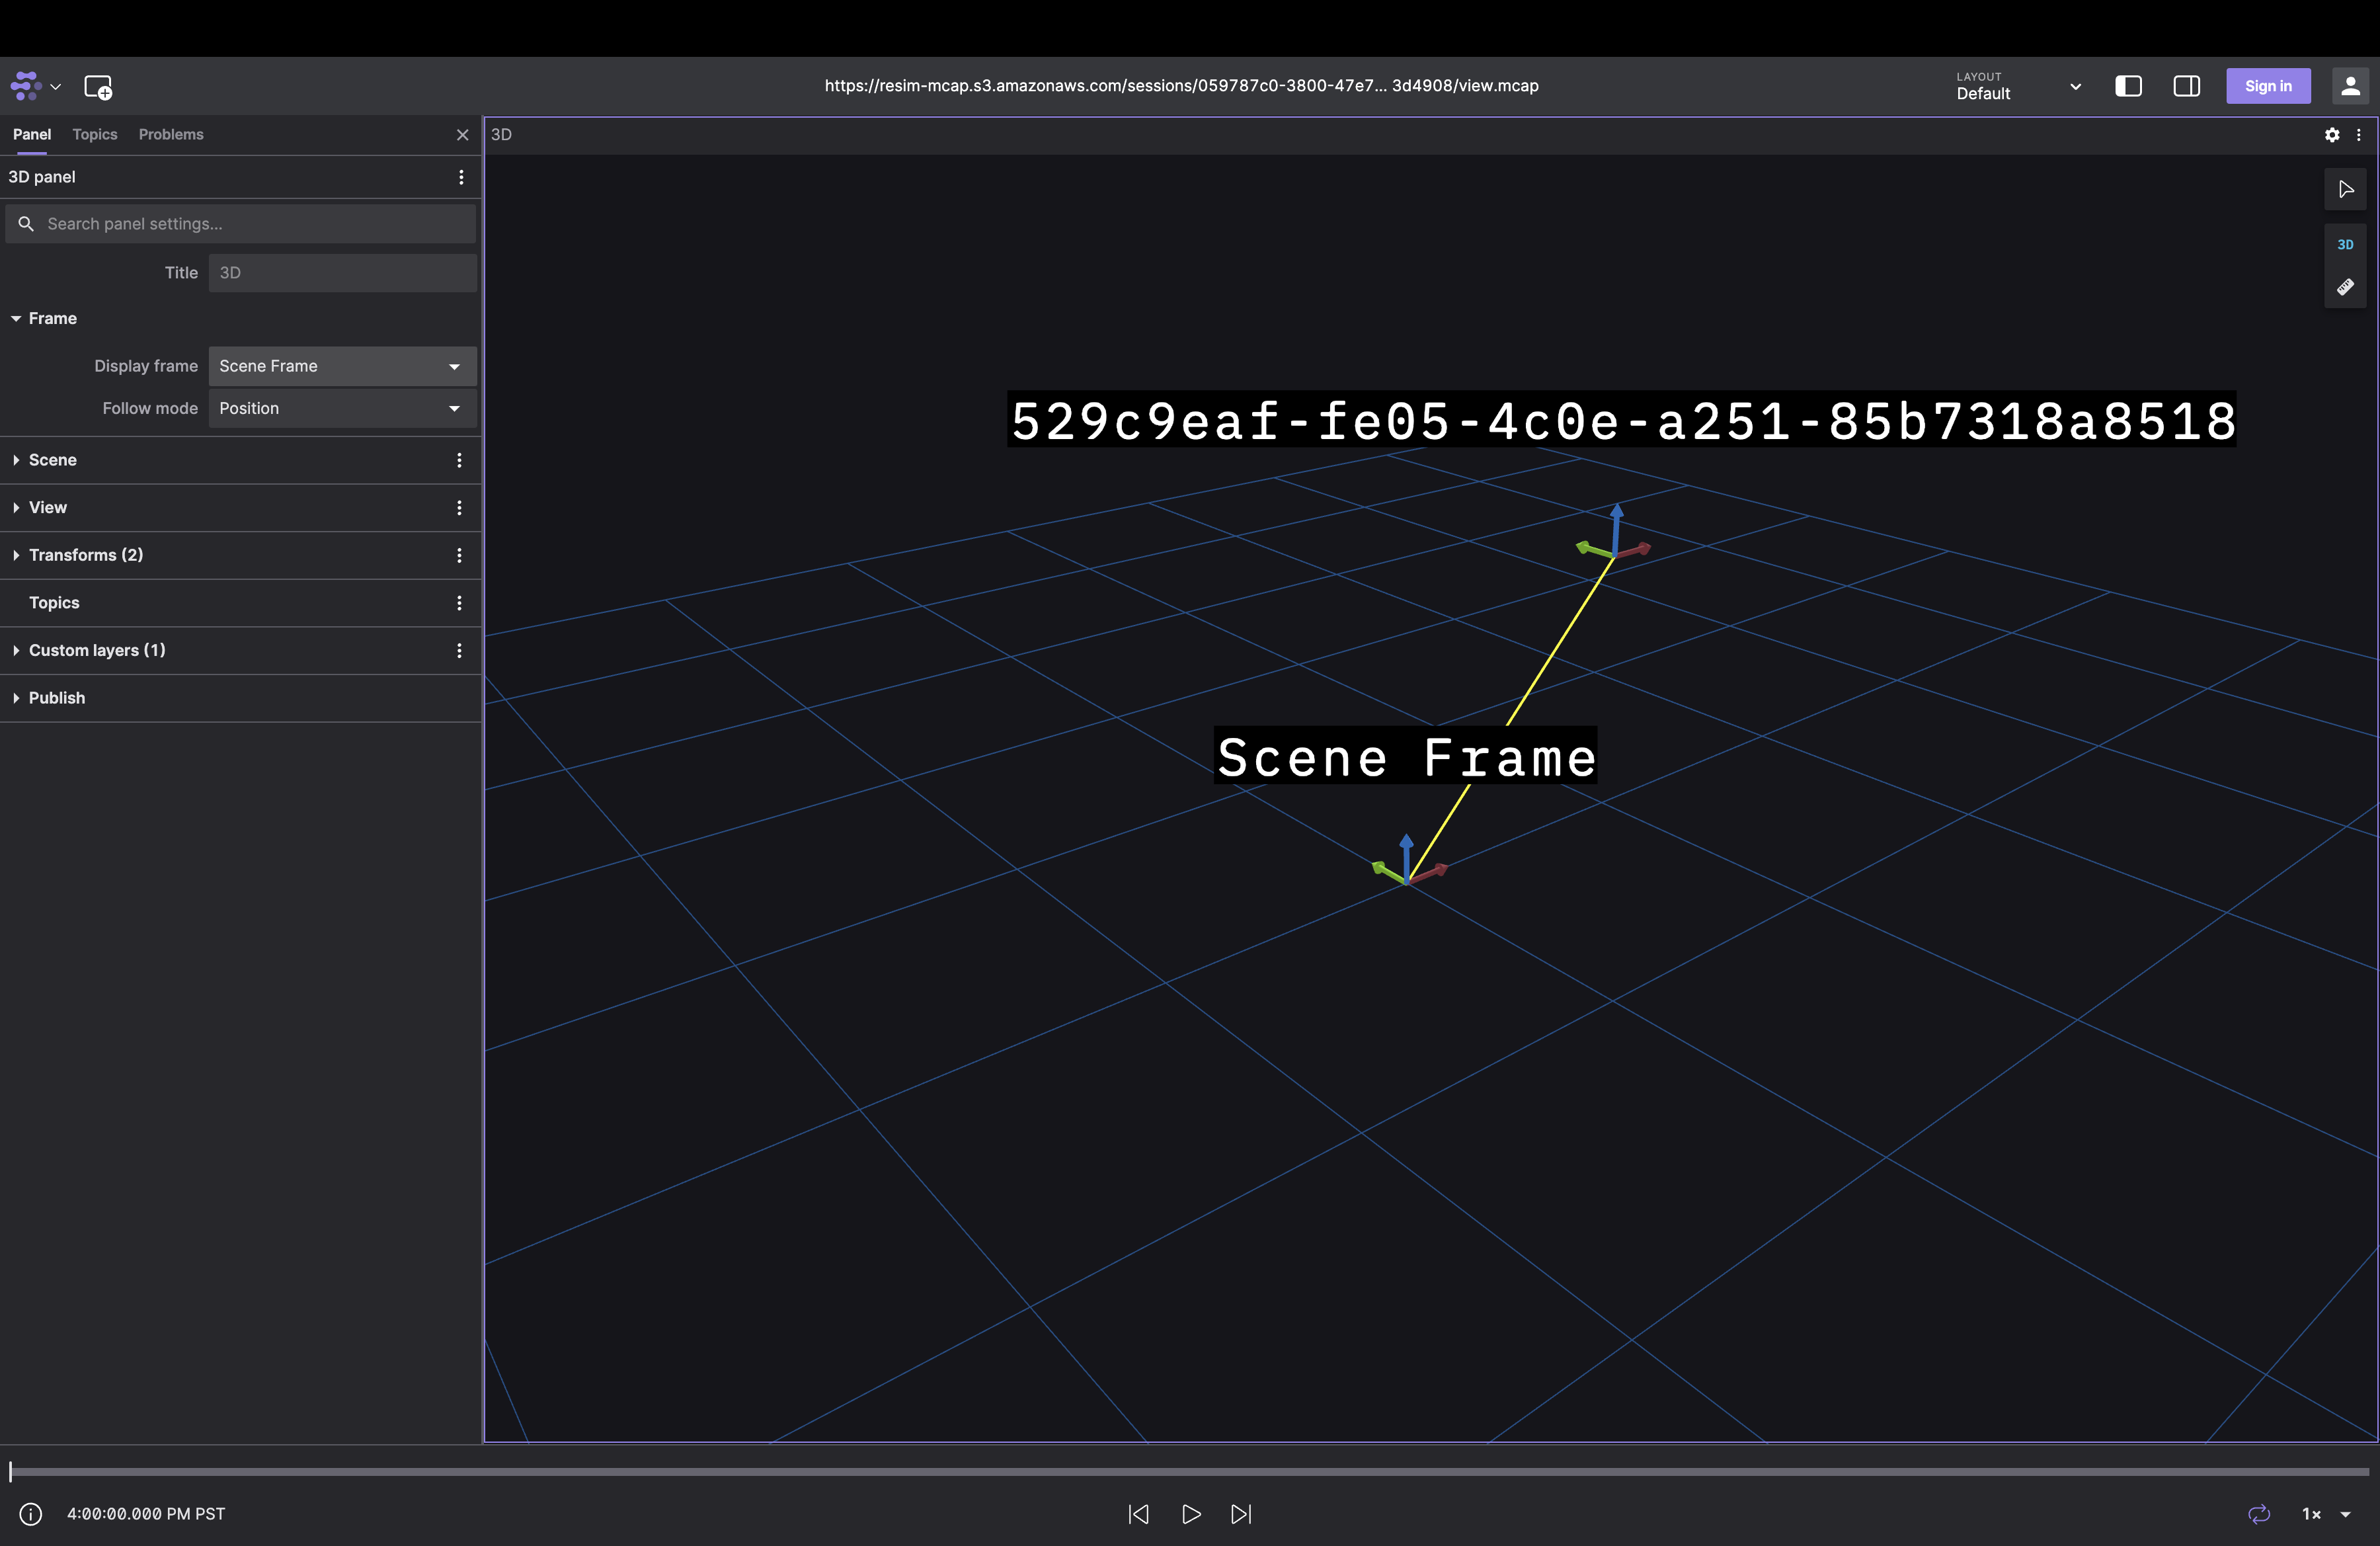 https://resim-mcap.s3.amazonaws.com/sessions/059787c0-3800-47e7... 3d4908/view.mcap
LAYOUT
Default
Sign in
Panel
Topics
Problems
3D panel
Search panel settings...
Title
3D
Frame
Display frame
Scene Frame
Follow mode
Position
Scene
View
Transforms (2)
Topics
Custom layers (1)
Publish
3D
3D
529c9eaf-fe05-4c0e-a251-85b7318a8518
Scene Frame
4:00:00.000 PM PST
1×